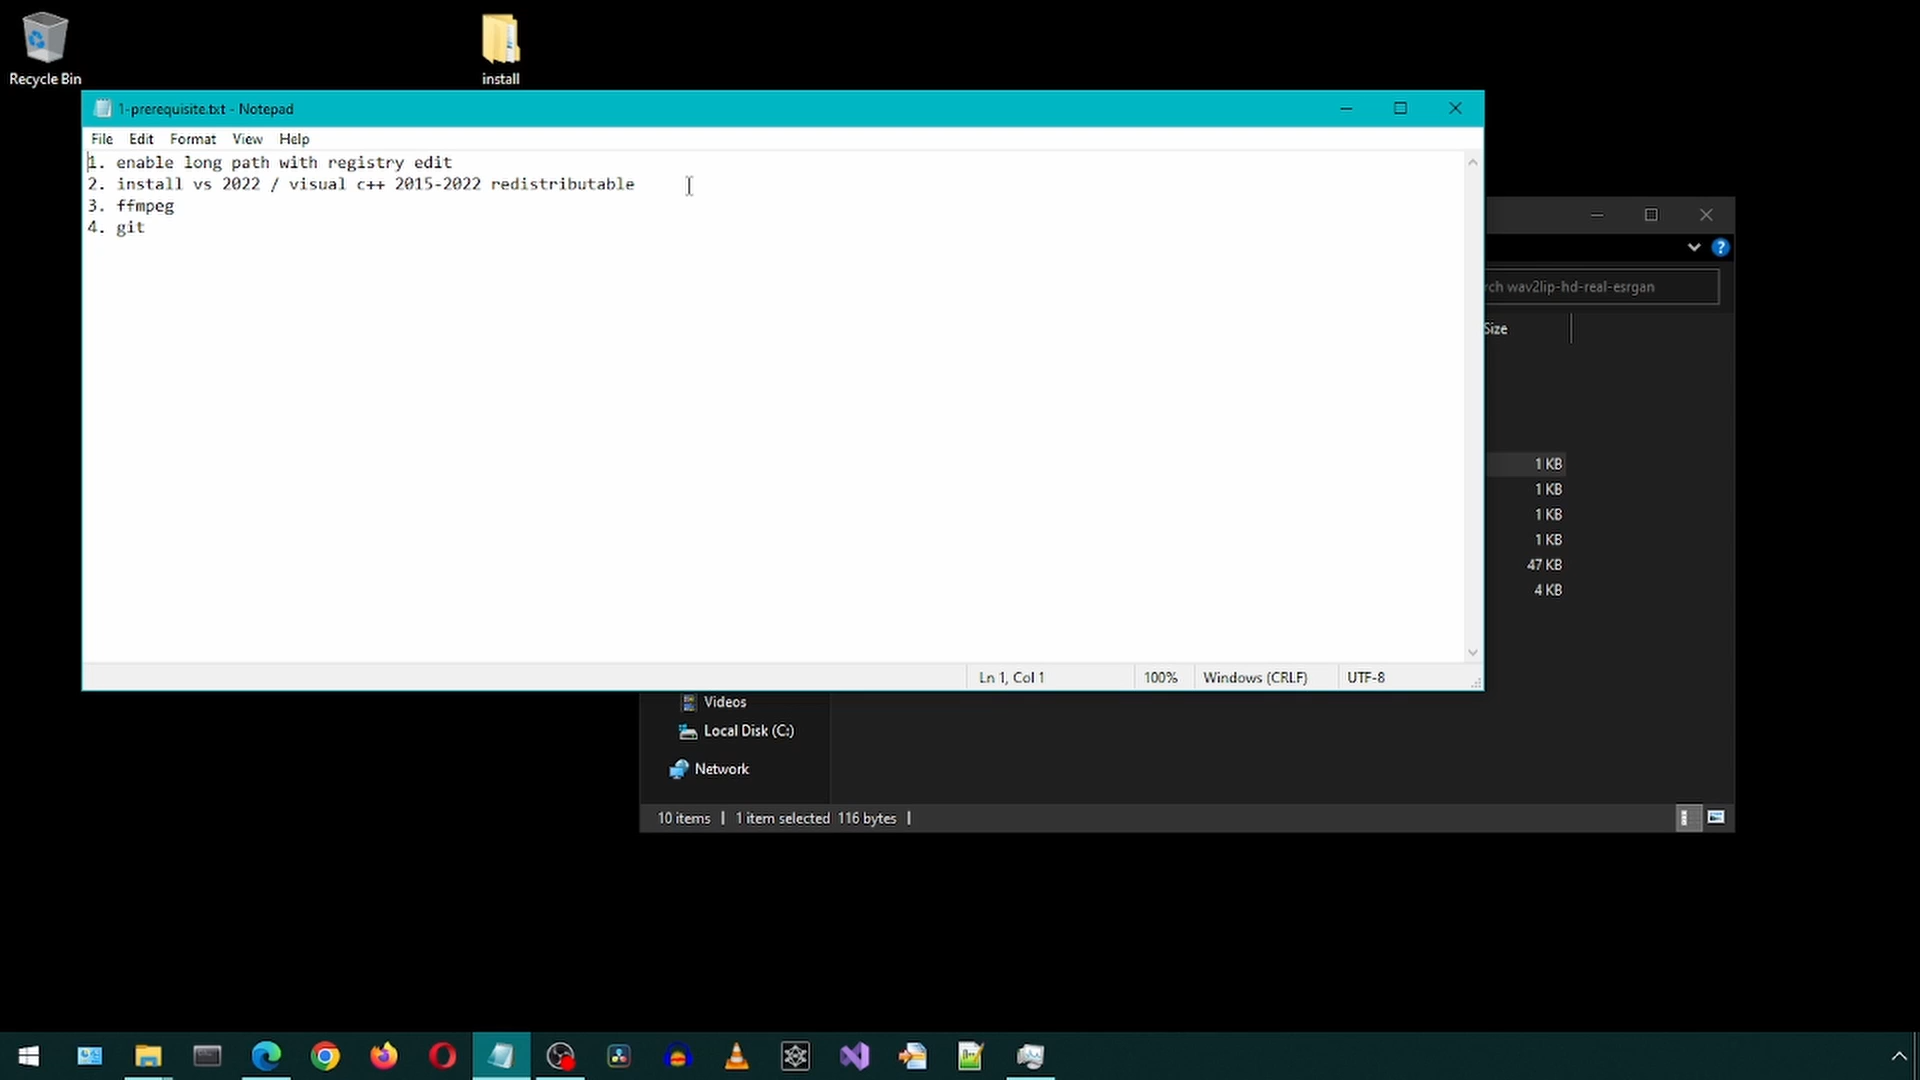 Recycle Bin
install
1-prerequisite.txt - Notepad
File Edit Format View Help
1. enable long path with registry edit
2. install vs 2022 / visual c++ 2015-2022 redistributable
3. ffmpeg
4. git
Ln 1, Col 1
100%
Windows (CRLF)
UTF-8
rch wav2lip-hd-real-esrgan
Size
1 KB
1 KB
1 KB
1 KB
47 KB
4 KB
Videos
Local Disk (C:)
Network
10 items
1 item selected 116 bytes